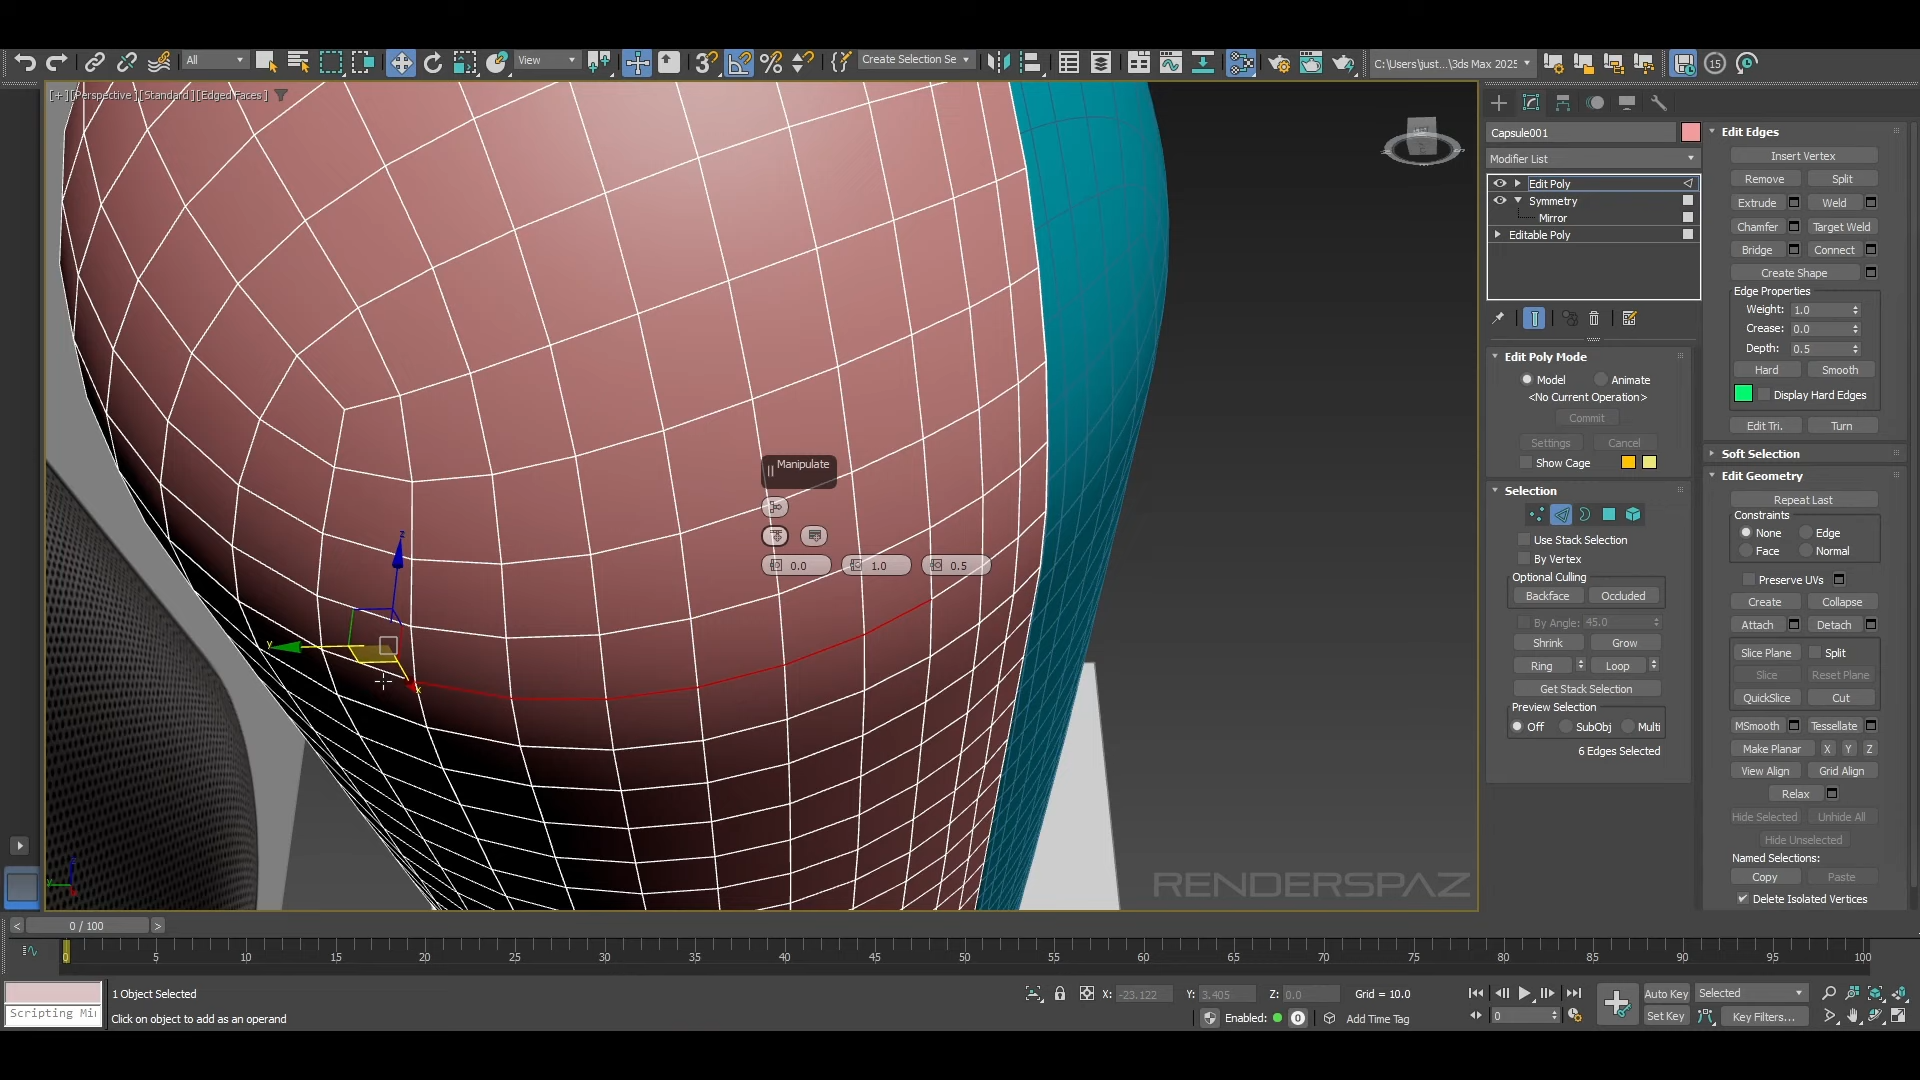 All
View
3
Create Selection Se
C:\Users\just...\3ds Max 2025
15
[+][Perspective][Standard][Edged Faces]
Capsule001
Modifier List
Edit Poly
Symmetry
Mirror
Editable Poly
Edit Poly Mode
Model Animate
<No Current Operation>
Commit
Settings Cancel
Show Cage
Selection
Use Stack Selection
By Vertex
Optional Culling
Backface Occluded
By Angle: 45.0
Shrink Grow
Ring Loop
Get Stack Selection
Preview Selection
Off SubObj Multi
6 Edges Selected
Edit Edges
Insert Vertex
Remove Split
Extrude Weld
Chamfer Target Weld
Bridge Connect
Create Shape
Edge Properties
Weight: 1.0
Crease: 0.0
Depth: 0.5
Hard Smooth
Display Hard Edges
Edit Tri. Turn
Soft Selection
Edit Geometry
Repeat Last
Constraints
None Edge
Face Normal
Preserve UVs
Create Collapse
Attach Detach
Slice Plane Split
Slice Reset Plane
QuickSlice Cut
MSmooth Tessellate
Make Planar X Y Z
View Align Grid Align
Relax
Hide Selected Unhide All
Hide Unselected
Named Selections:
Copy Paste
Delete Isolated Vertices
Manipulate
0.0 1.0 0.5
z
y
x
RENDERSPAZ
< 0 / 100 >
0 5 10 15 20 25 30 35 40 45 50 55 60 65 70 75 80 85 90 95 100
1 Object Selected
Scripting Mi
Click on object to add as an operand
X: -23.122 Y: 3.405 Z: 0.0 Grid = 10.0
Enabled: 0 Add Time Tag
0
Auto Key Selected
Set Key Key Filters...